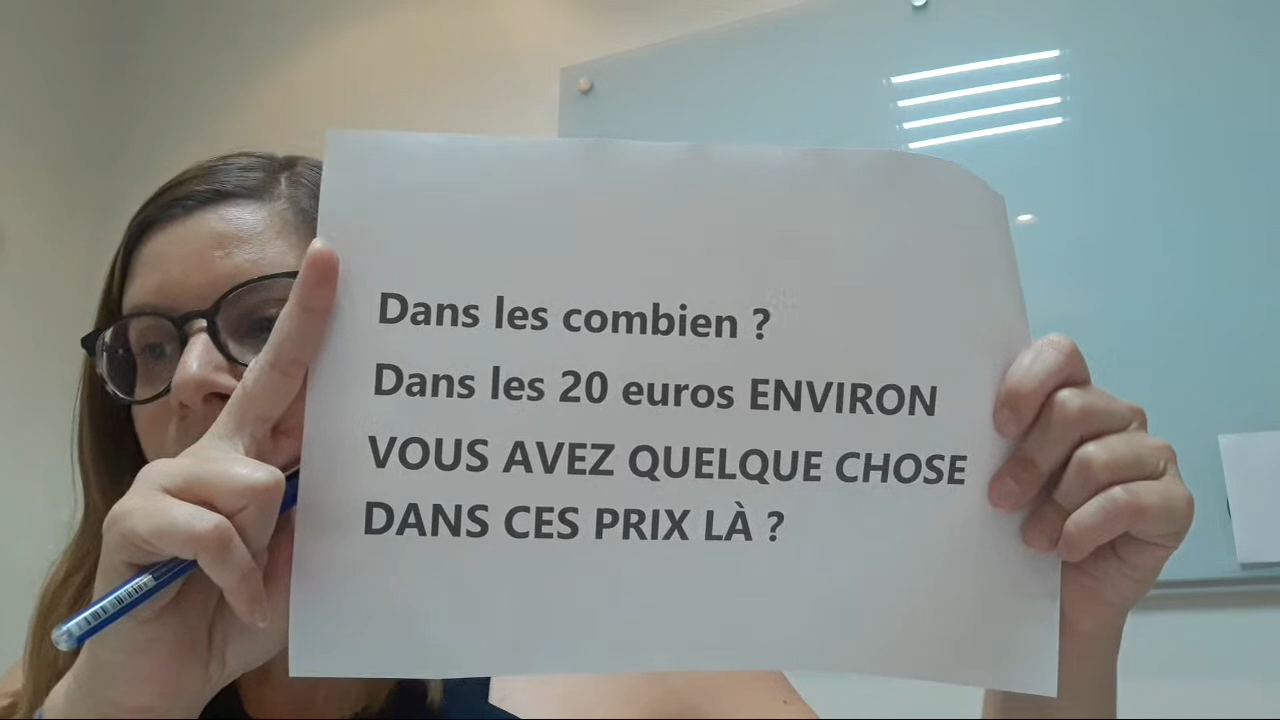 Dans les combien ?
Dans les 20 euros ENVIRON
VOUS AVEZ QUELQUE CHOSE
DANS CES PRIX LÀ ?